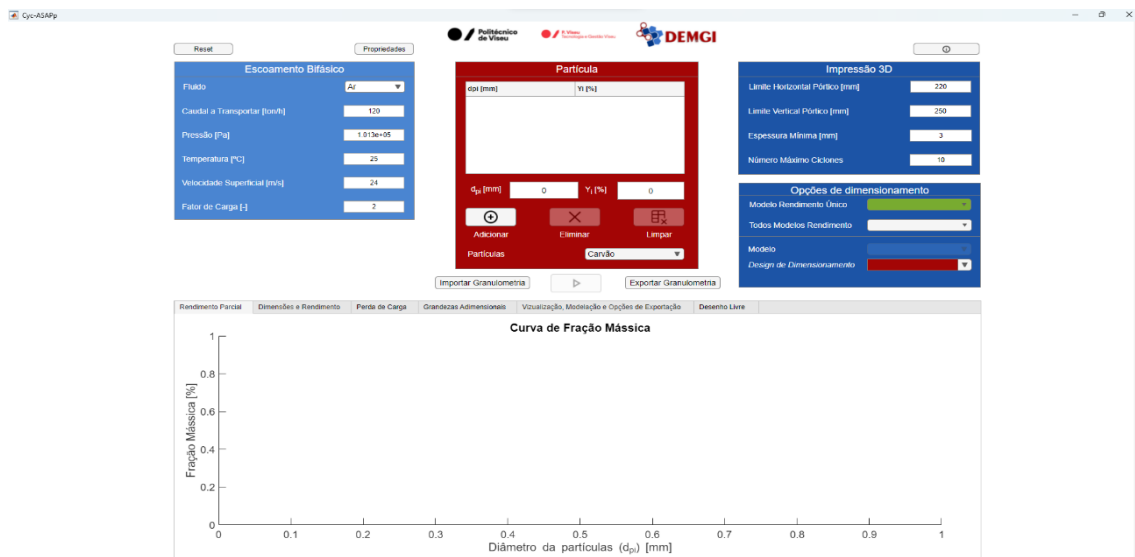 Cyc-ASAPp
Politécnico
de Viseu
P. Viseu
Tecnologia e Gestão Viseu
DEMGI
Reset
Propriedades
Escoamento Bifásico
Fluido
Ar
Caudal a Transportar [ton/h]
120
Pressão [Pa]
1.013e+05
Temperatura [ºC]
25
Velocidade Superficial [m/s]
24
Fator de Carga [-]
2
Partícula
dpi [mm]
Yi [%]
dpi [mm]
0
Yi [%]
0
Adicionar
Eliminar
Limpar
Partículas
Carvão
Importar Granulometria
Exportar Granulometria
Impressão 3D
Limite Horizontal Pórtico [mm]
220
Limite Vertical Pórtico [mm]
250
Espessura Mínima [mm]
3
Número Máximo Ciclones
10
Opções de dimensionamento
Modelo Rendimento Único
Todos Modelos Rendimento
Modelo
Design de Dimensionamento
Rendimento Parcial
Dimensões e Rendimento
Perda de Carga
Grandezas Adimensionais
Vizualização, Modelação e Opções de Exportação
Desenho Livre
Curva de Fração Mássica
Fração Mássica [%]
1
0.8
0.6
0.4
0.2
0
0 0.1 0.2 0.3 0.4 0.5 0.6 0.7 0.8 0.9 1
Diâmetro da partículas (dpi) [mm]